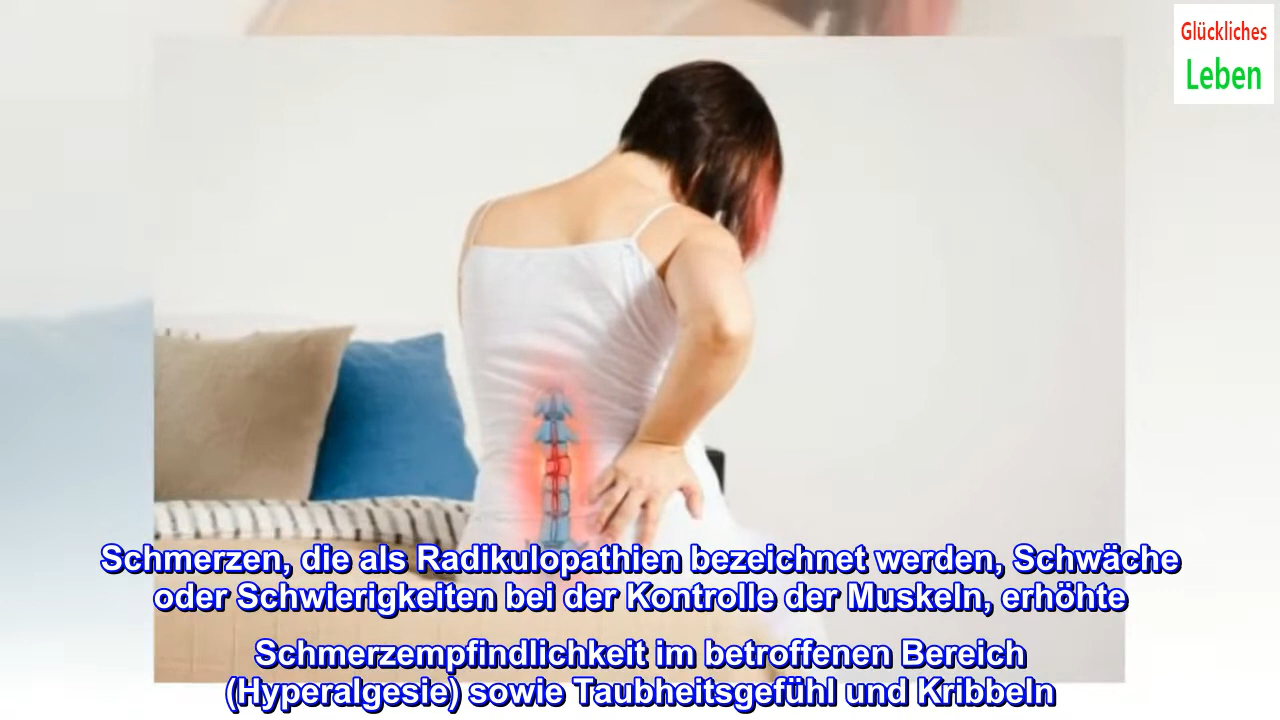 Glückliches
Leben
Schmerzen, die als Radikulopathien bezeichnet werden, Schwäche
oder Schwierigkeiten bei der Kontrolle der Muskeln, erhöhte
Schmerzempfindlichkeit im betroffenen Bereich
(Hyperalgesie) sowie Taubheitsgefühl und Kribbeln